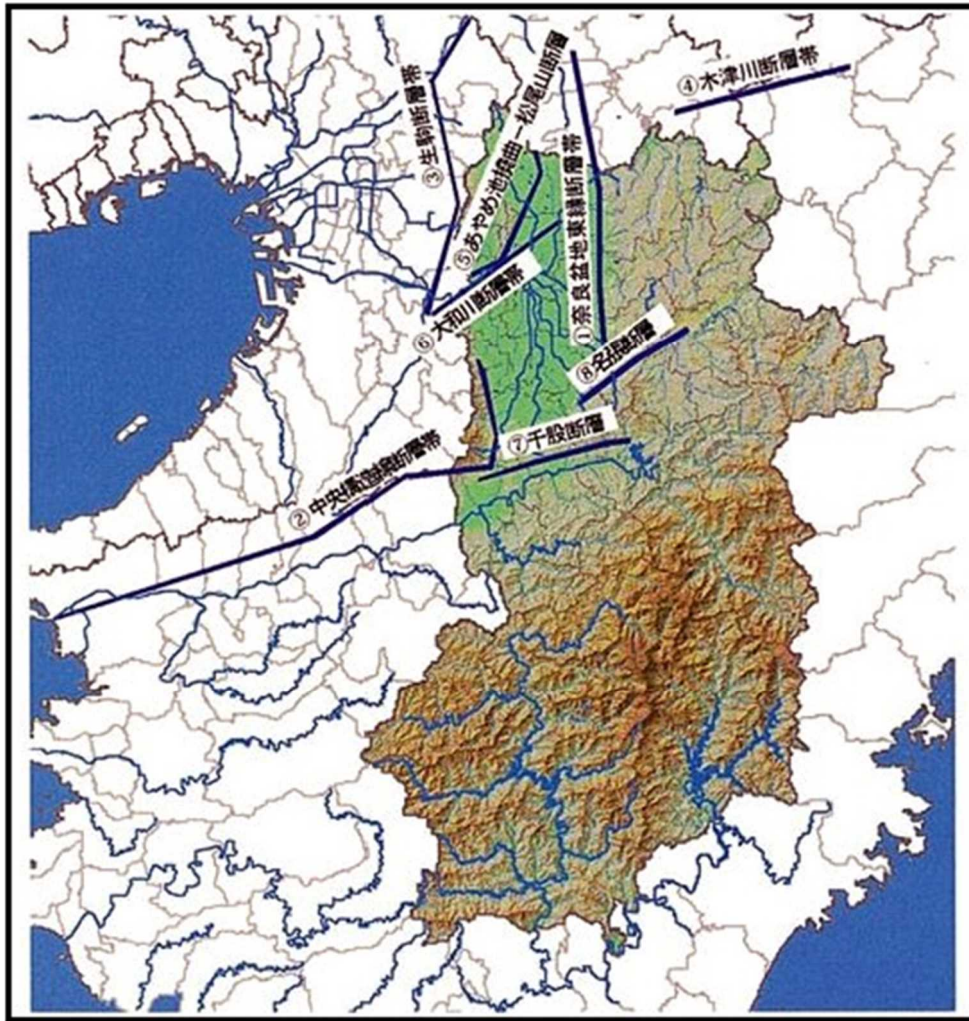 ①奈良盆地東縁断層帯
②中央構造線断層帯
③生駒断層帯
④木津川断層帯
⑤あやめ池撓曲－松尾山断層
⑥大和川断層帯
⑦千股断層
⑧名張断層